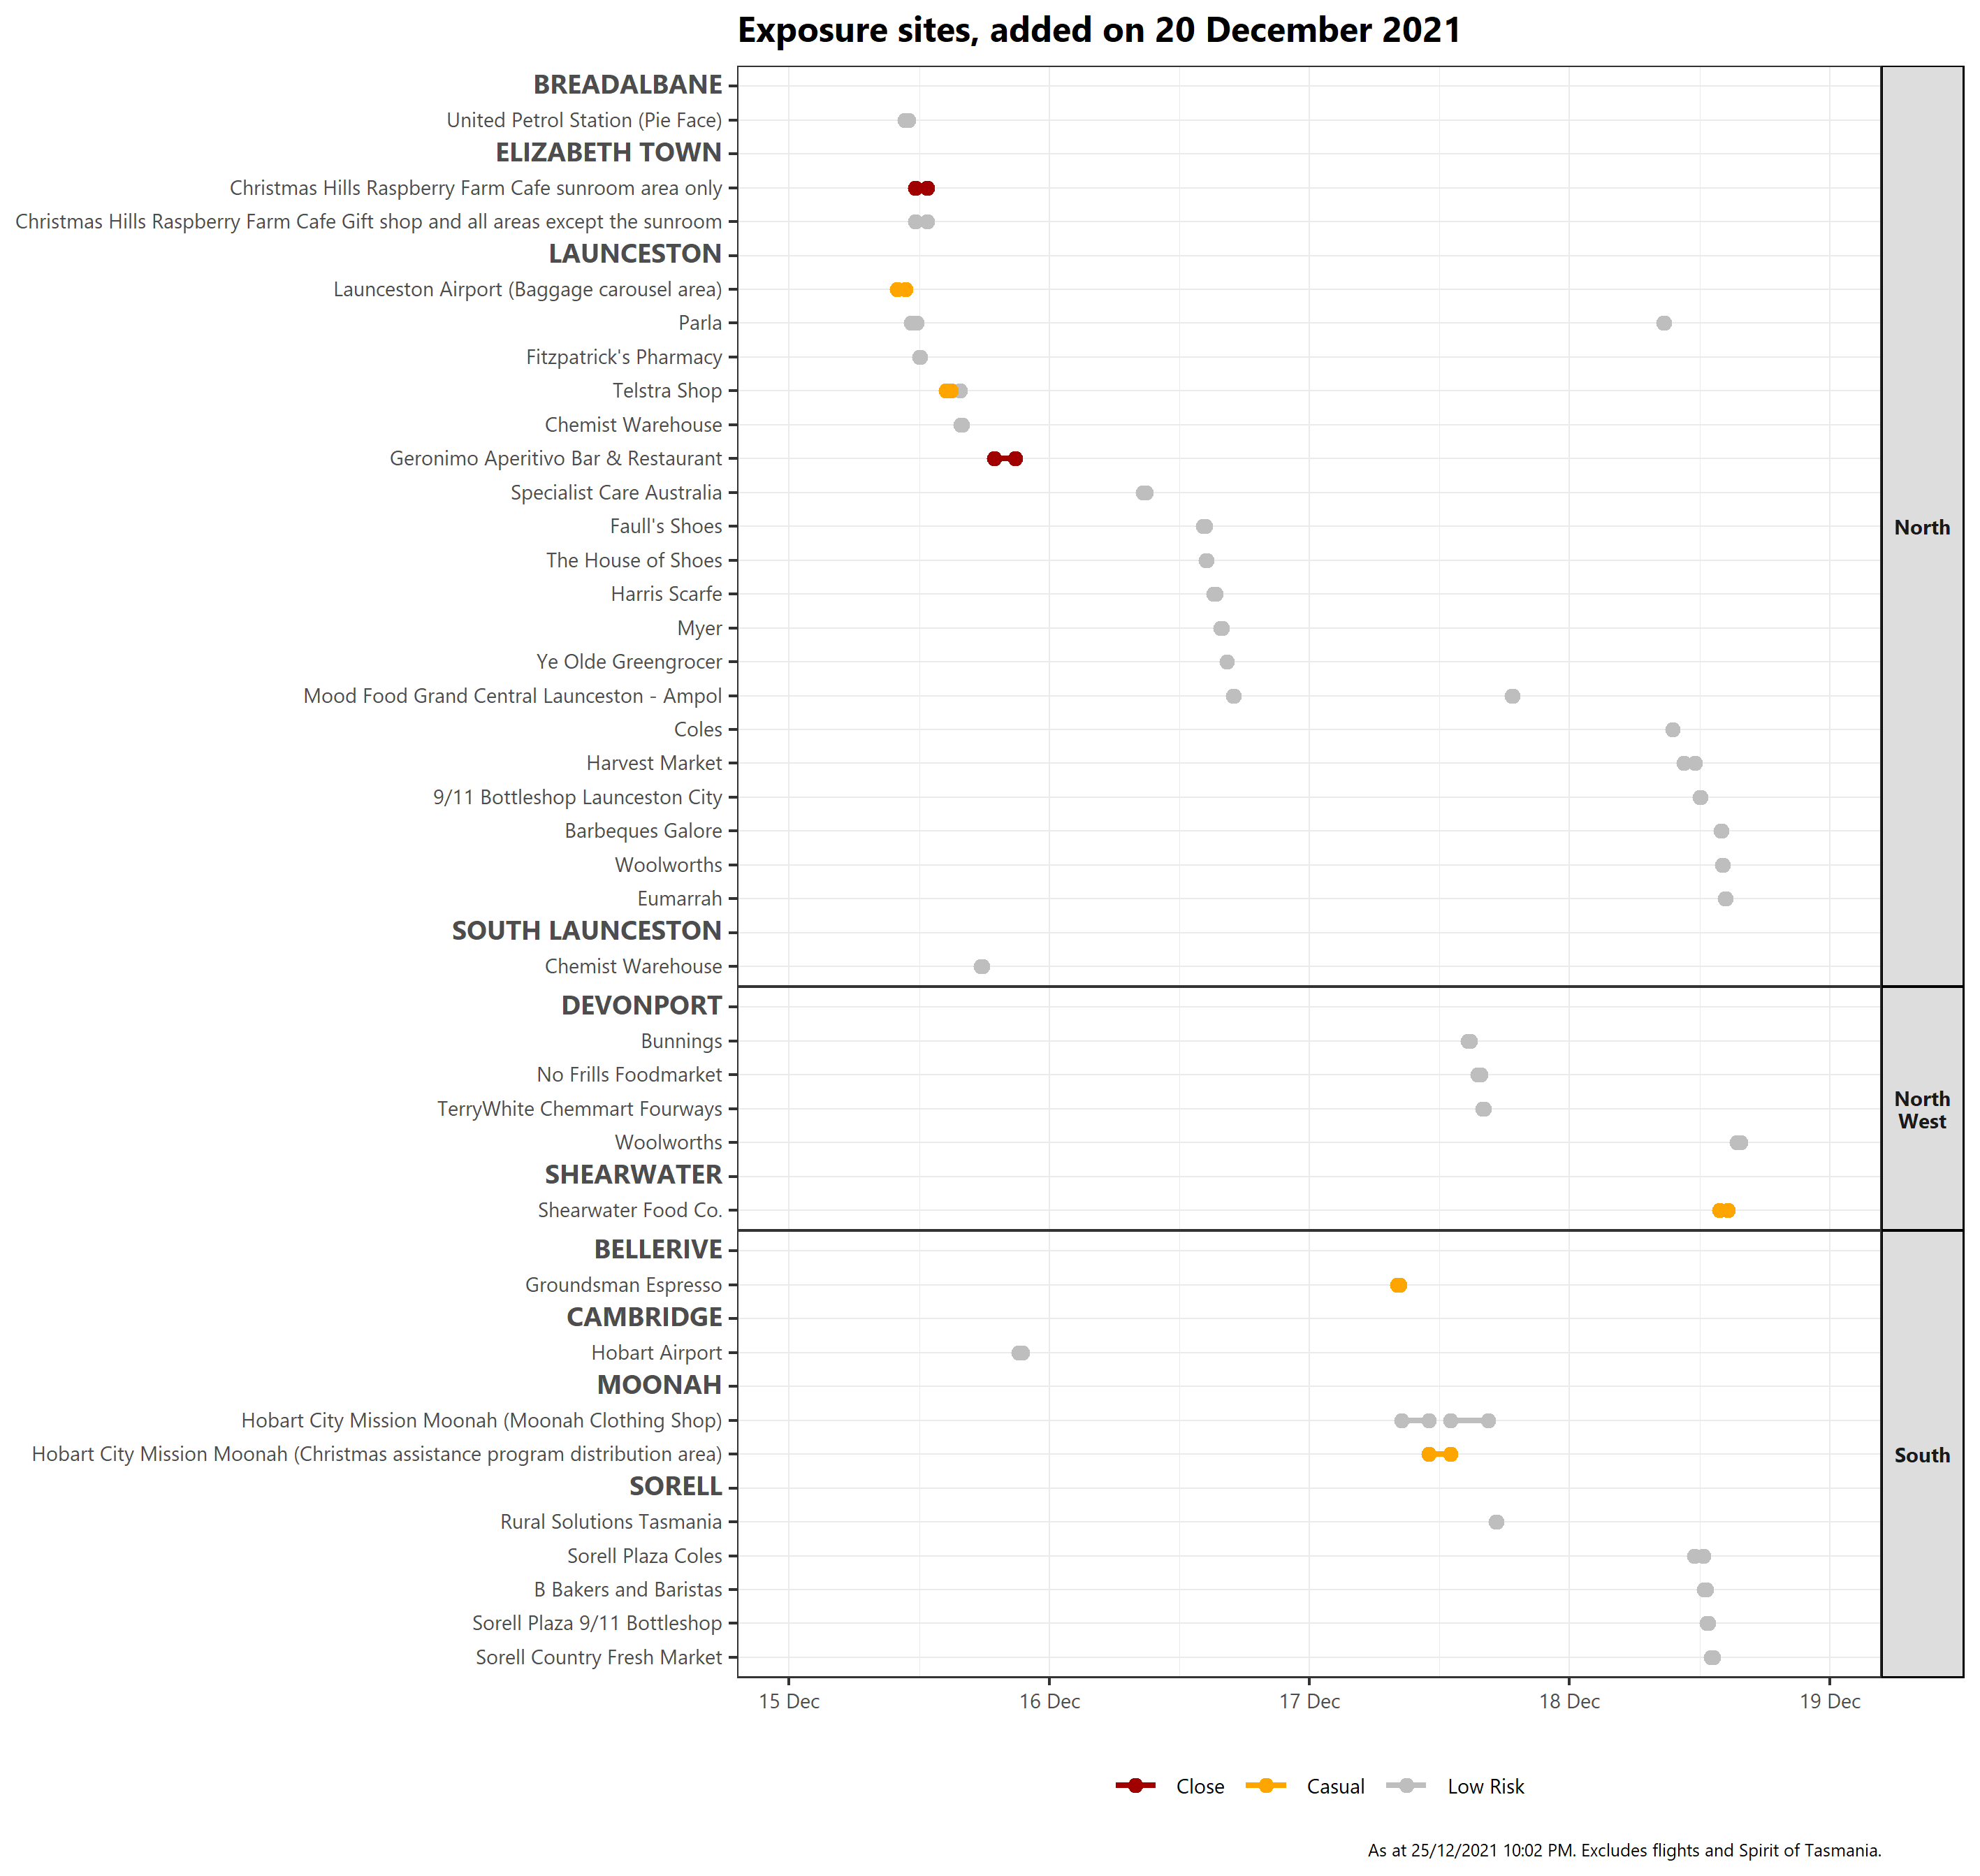 Exposure sites, added on 20 December 2021
BREADALBANE
United Petrol Station (Pie Face)
ELIZABETH TOWN
Christmas Hills Raspberry Farm Cafe sunroom area only
Christmas Hills Raspberry Farm Cafe Gift shop and all areas except the sunroom
LAUNCESTON
Launceston Airport (Baggage carousel area)
Parla
Fitzpatrick's Pharmacy
Telstra Shop
Chemist Warehouse
Geronimo Aperitivo Bar & Restaurant
Specialist Care Australia
Faull's Shoes
The House of Shoes
Harris Scarfe
Myer
Ye Olde Greengrocer
Mood Food Grand Central Launceston - Ampol
Coles
Harvest Market
9/11 Bottleshop Launceston City
Barbeques Galore
Woolworths
Eumarrah
SOUTH LAUNCESTON
Chemist Warehouse
North
DEVONPORT
Bunnings
No Frills Foodmarket
TerryWhite Chemmart Fourways
Woolworths
SHEARWATER
Shearwater Food Co.
North
West
BELLERIVE
Groundsman Espresso
CAMBRIDGE
Hobart Airport
MOONAH
Hobart City Mission Moonah (Moonah Clothing Shop)
Hobart City Mission Moonah (Christmas assistance program distribution area)
SORELL
Rural Solutions Tasmania
Sorell Plaza Coles
B Bakers and Baristas
Sorell Plaza 9/11 Bottleshop
Sorell Country Fresh Market
South
15 Dec 16 Dec 17 Dec 18 Dec 19 Dec
Close Casual Low Risk
As at 25/12/2021 10:02 PM. Excludes flights and Spirit of Tasmania.